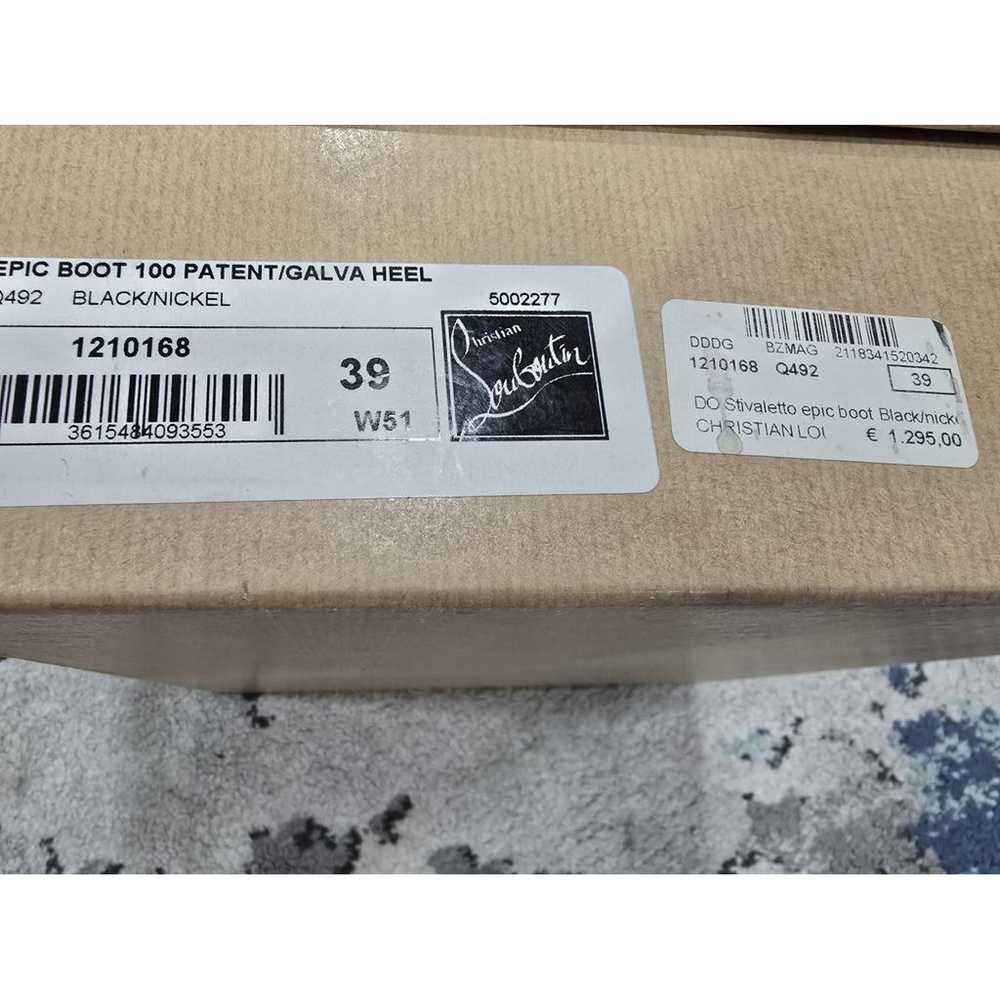 EPIC BOOT 100 PATENT/GALVA HEEL
Q492 BLACK/NICKEL
5002277
1210168
39
W51
3615484093553
Christian
Louboutin
DDDG BZMAG 2118341520342
1210168 Q492
39
DO Stivaletto epic boot Black/nick
CHRISTIAN LOU
€ 1.295,00